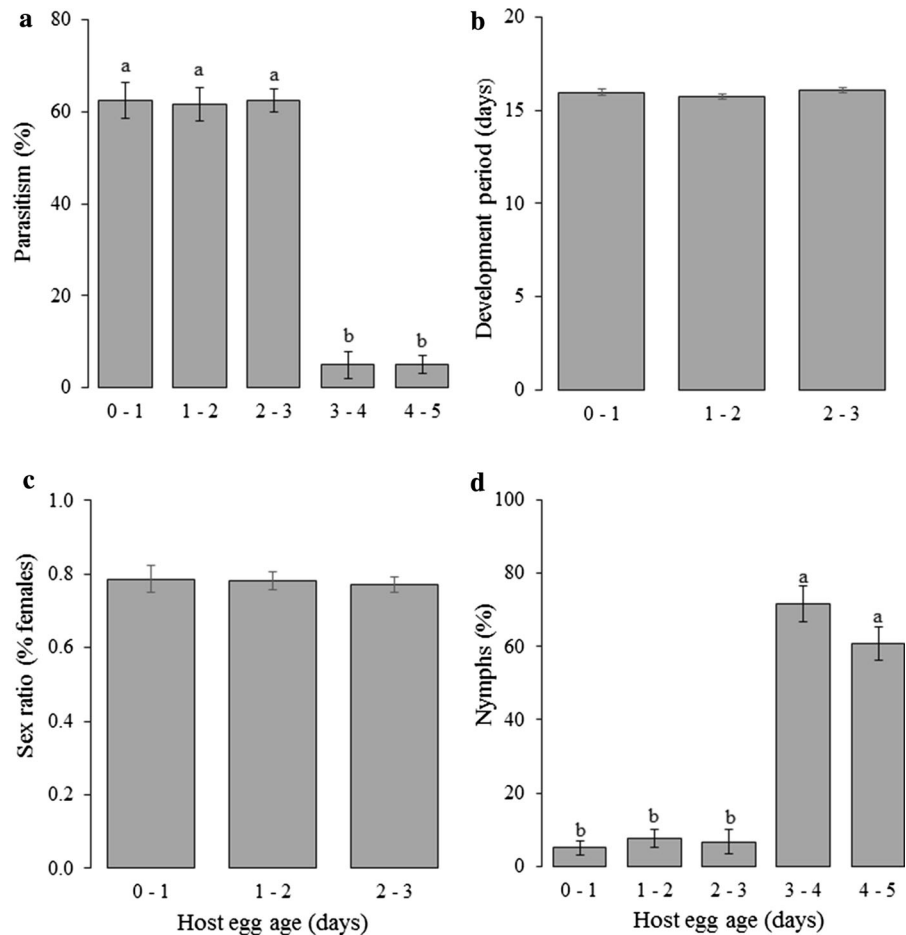 a
Parasitism (%)
80
60
40
20
0
a a a b b
0 - 1 1 - 2 2 - 3 3 - 4 4 - 5
b
Development period (days)
20
15
10
5
0
0 - 1 1 - 2 2 - 3
c
Sex ratio (% females)
1.0
0.8
0.6
0.4
0.2
0.0
0 - 1 1 - 2 2 - 3
Host egg age (days)
d
Nymphs (%)
100
80
60
40
20
0
b b b a a
0 - 1 1 - 2 2 - 3 3 - 4 4 - 5
Host egg age (days)